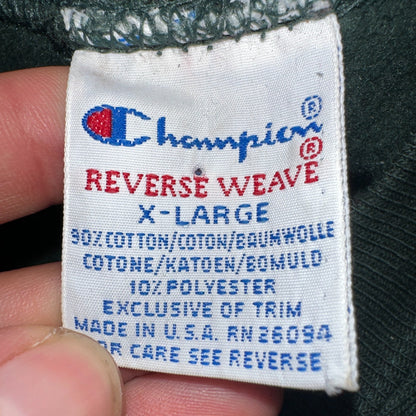 Champion®
REVERSE WEAVE®
X-LARGE
90% COTTON/COTON/BAUMWOLLE
COTONE/KATOEN/BOMULD
10% POLYESTER
EXCLUSIVE OF TRIM
MADE IN U.S.A. RN 26094
FOR CARE SEE REVERSE